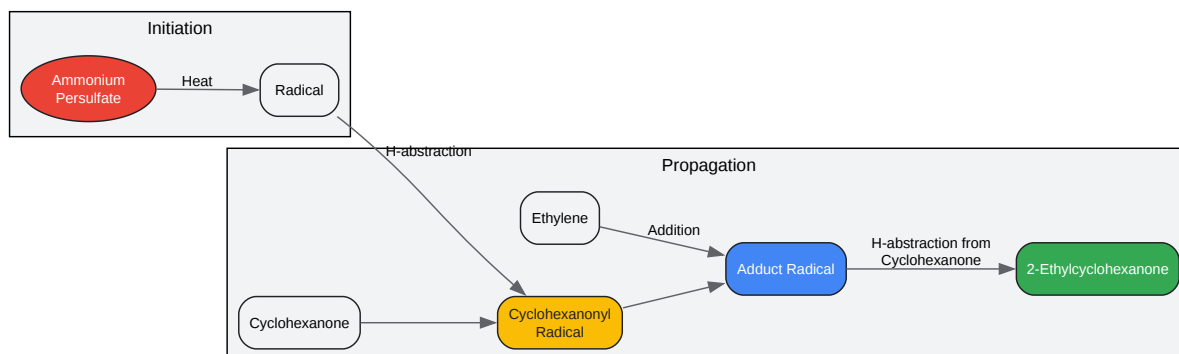 Initiation
Ammonium
Persulfate
Heat
Radical
H-abstraction
Propagation
Ethylene
Addition
Adduct Radical
H-abstraction from
Cyclohexanone
2-Ethylcyclohexanone
Cyclohexanone
Cyclohexanonyl
Radical